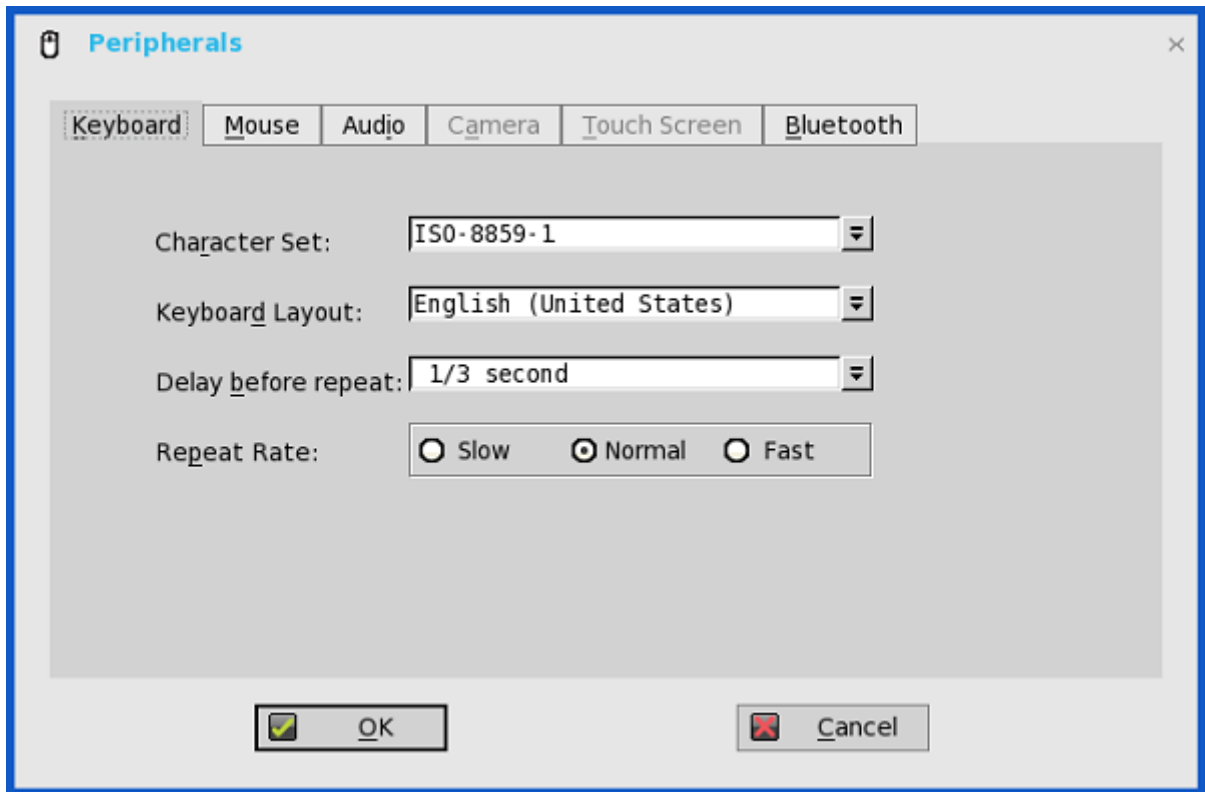 Peripherals
Keyboard Mouse Audio Camera Touch Screen Bluetooth
Character Set: ISO-8859-1
Keyboard Layout: English (United States)
Delay before repeat: 1/3 second
Repeat Rate: Slow Normal Fast
OK Cancel